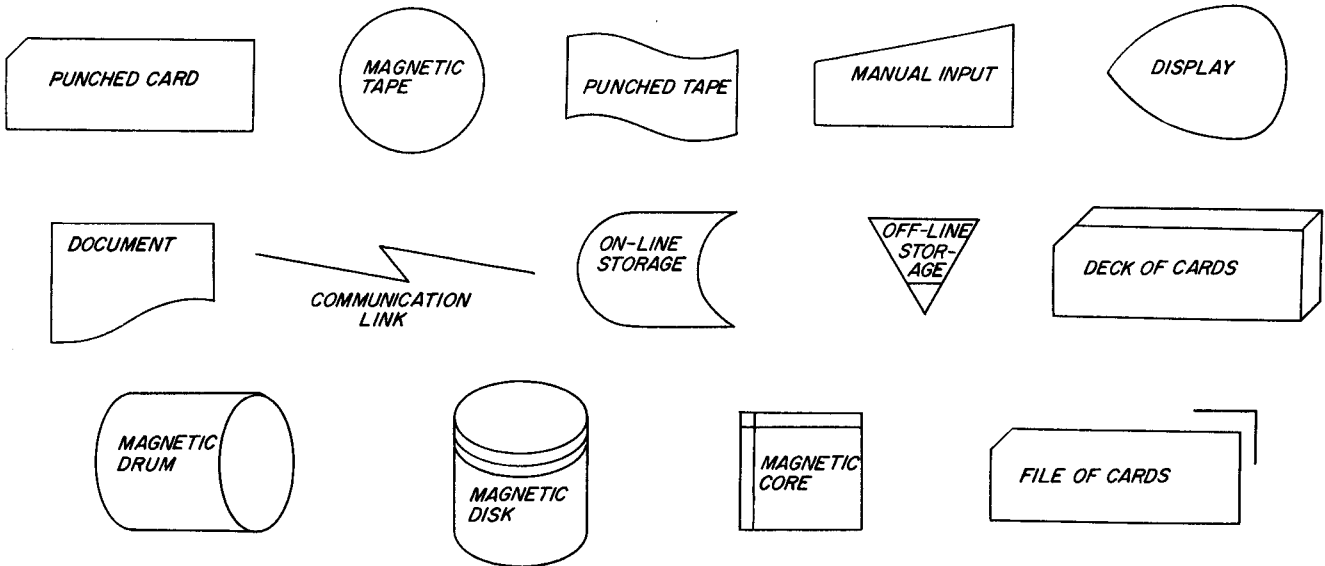 PUNCHED CARD
MAGNETIC
TAPE
PUNCHED TAPE
MANUAL INPUT
DISPLAY
DOCUMENT
COMMUNICATION
LINK
ON-LINE
STORAGE
OFF-LINE
STOR-
AGE
DECK OF CARDS
MAGNETIC
DRUM
MAGNETIC
DISK
MAGNETIC
CORE
FILE OF CARDS